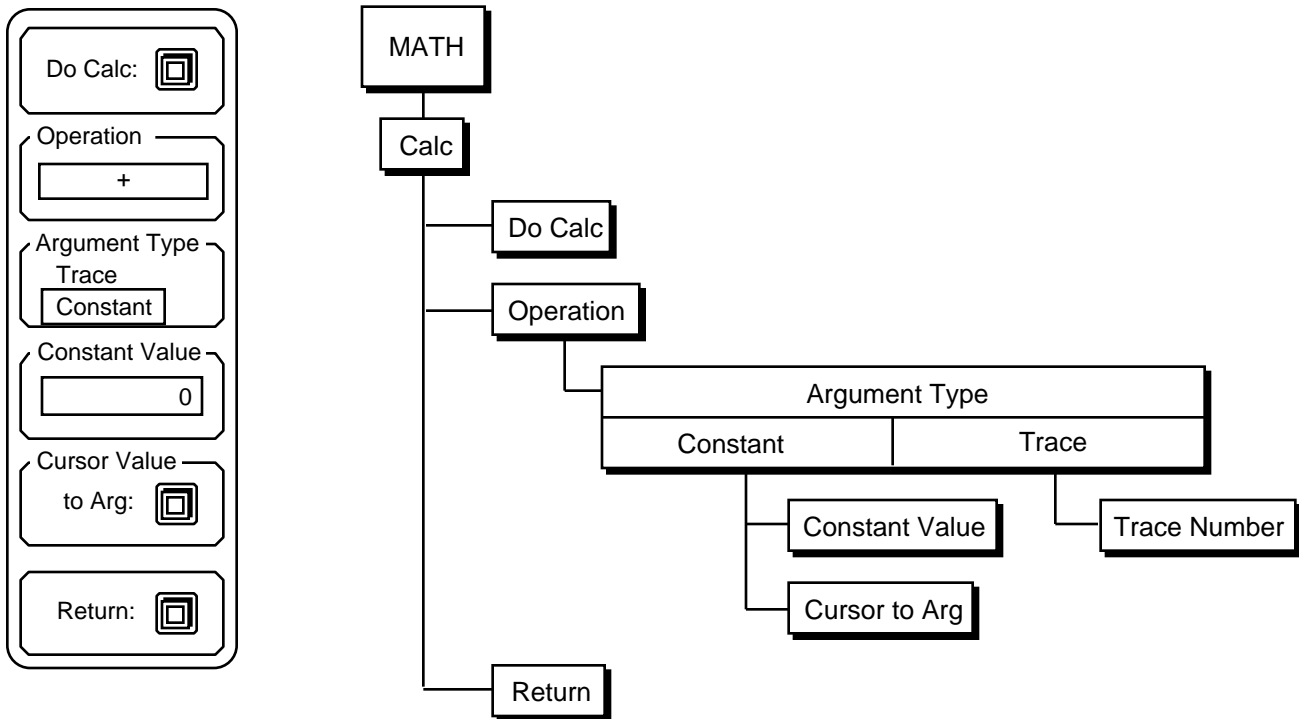 Do Calc:
Operation
+
Argument Type
Trace
Constant
Constant Value
0
Cursor Value
to Arg:
Return:
MATH
Calc
Do Calc
Operation
Argument Type
Constant
Trace
Constant Value
Trace Number
Cursor to Arg
Return